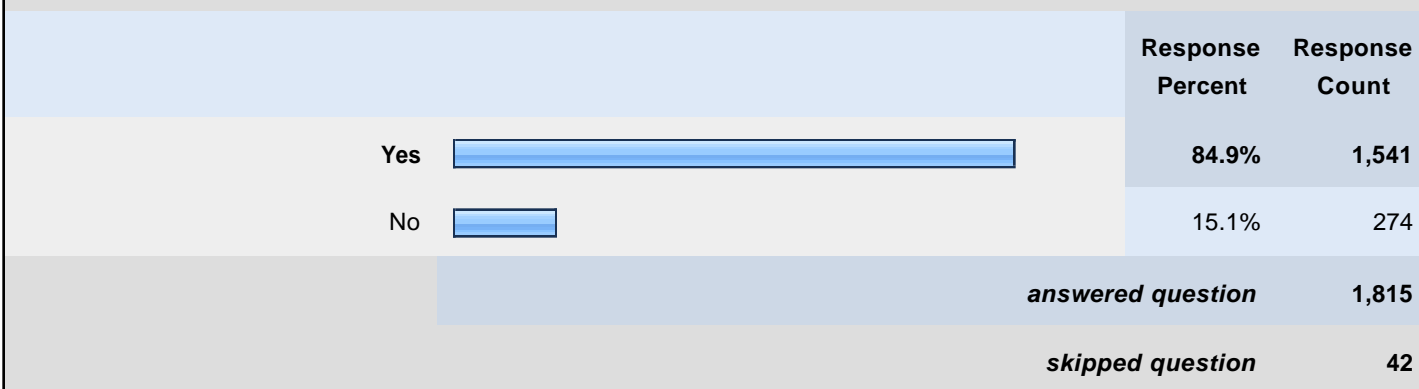 Response Response
Percent Count
Yes 84.9% 1,541
No 15.1% 274
answered question 1,815
skipped question 42